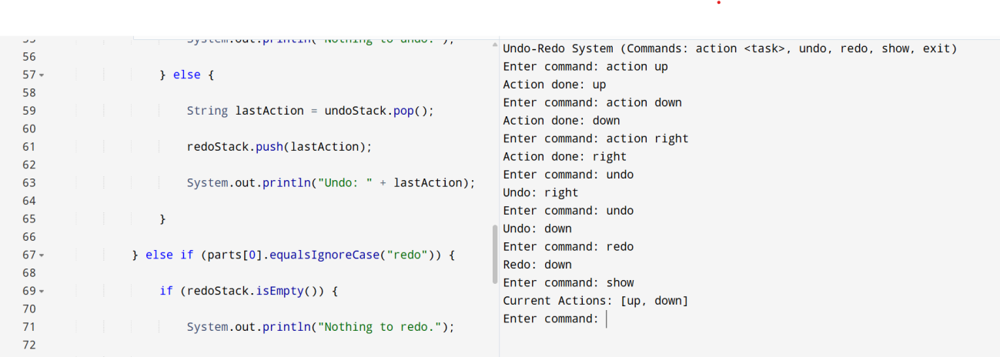 55 System.out.println("Nothing to undo.");
56
57 } else {
58
59 String lastAction = undoStack.pop();
60
61 redoStack.push(lastAction);
62
63 System.out.println("Undo: " + lastAction);
64
65 }
66
67 } else if (parts[0].equalsIgnoreCase("redo")) {
68
69 if (redoStack.isEmpty()) {
70
71 System.out.println("Nothing to redo.");
72
Undo-Redo System (Commands: action <task>, undo, redo, show, exit)
Enter command: action up
Action done: up
Enter command: action down
Action done: down
Enter command: action right
Action done: right
Enter command: undo
Undo: right
Enter command: undo
Undo: down
Enter command: redo
Redo: down
Enter command: show
Current Actions: [up, down]
Enter command: